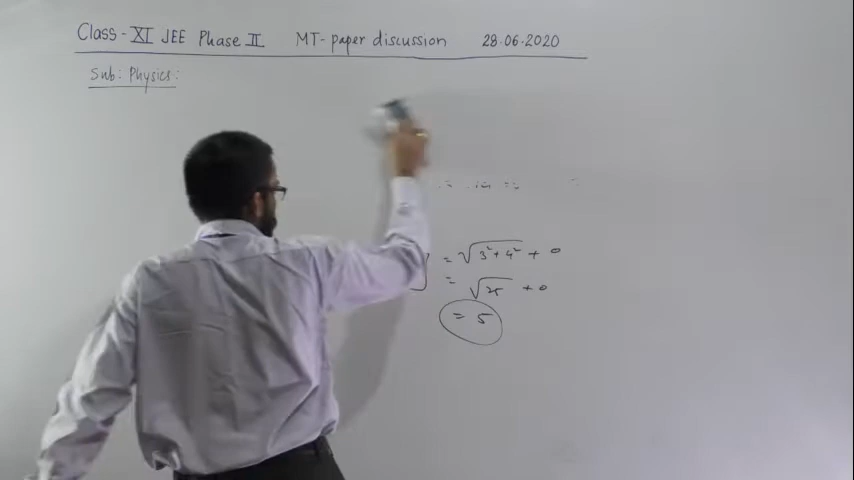 Class - XI JEE Phase II MT- paper discussion 28.06.2020
Sub: Physics:
= √3²+4² + 0
= √25 + 0
= 5